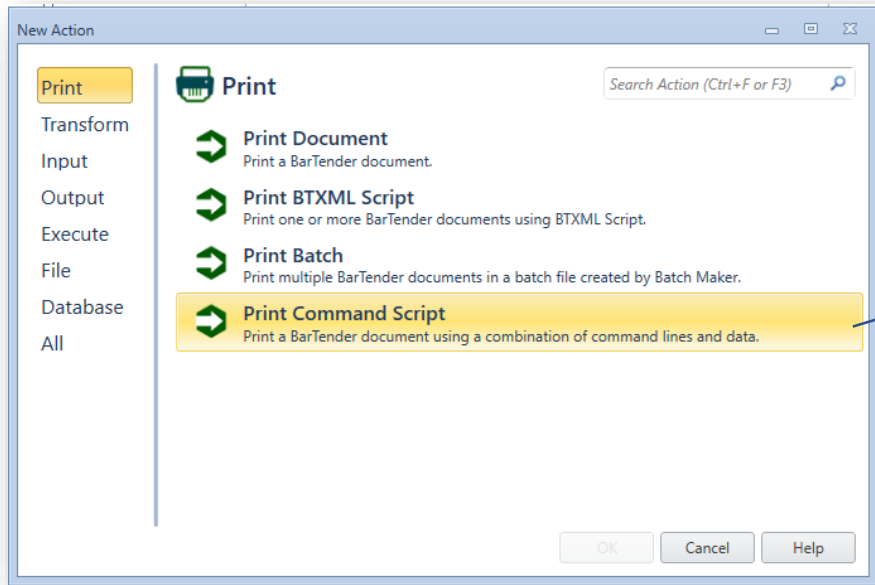 New Action
Print
Transform
Input
Output
Execute
File
Database
All
Print
Search Action (Ctrl+F or F3)
Print Document
Print a BarTender document.
Print BTXML Script
Print one or more BarTender documents using BTXML Script.
Print Batch
Print multiple BarTender documents in a batch file created by Batch Maker.
Print Command Script
Print a BarTender document using a combination of command lines and data.
OK
Cancel
Help